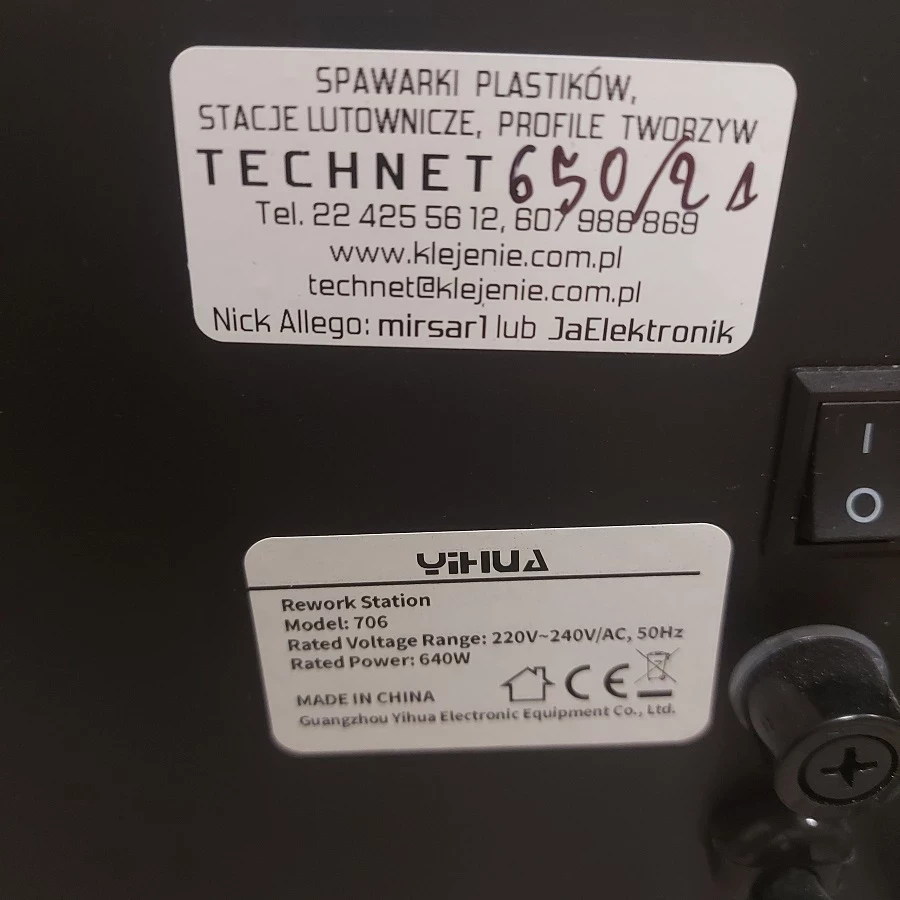 SPAWARKI PLASTIKÓW,
STACJE LUTOWNICZE, PROFILE TWORZYW
TECHNET 650/21
Tel. 22 425 56 12, 607 986 869
www.klejenie.com.pl
technet@klejenie.com.pl
Nick Allego: mirsar1 lub JaElektronik
I
O
YIHUA
Rework Station
Model: 706
Rated Voltage Range: 220V~240V/AC, 50Hz
Rated Power: 640W
CE
MADE IN CHINA
Guangzhou Yihua Electronic Equipment Co., Ltd.